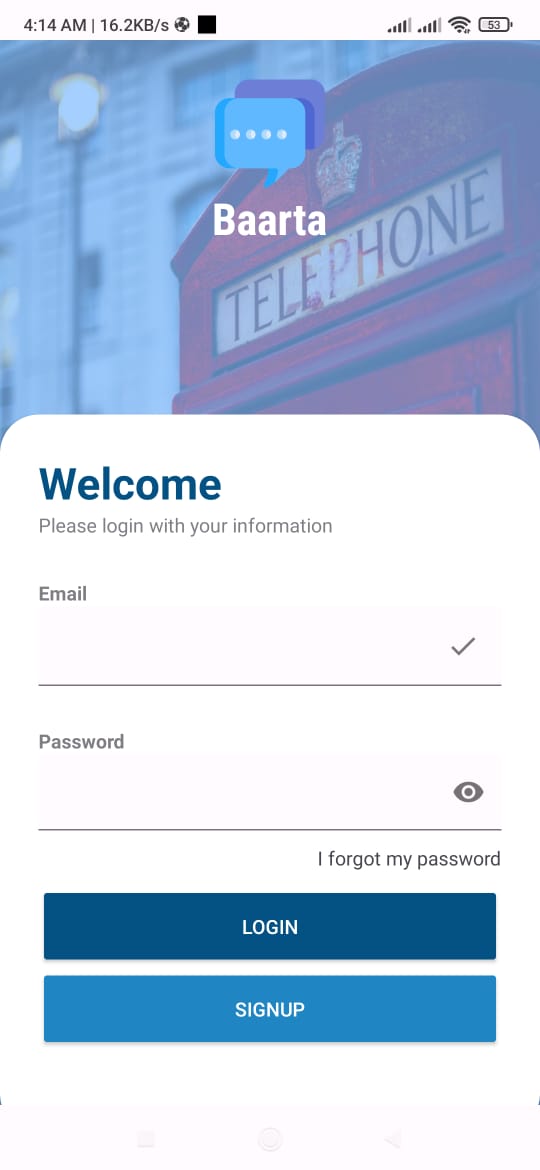 4:14 AM | 16.2KB/s
53
Baarta
TELEPHONE
Welcome
Please login with your information
Email
Password
I forgot my password
LOGIN
SIGNUP